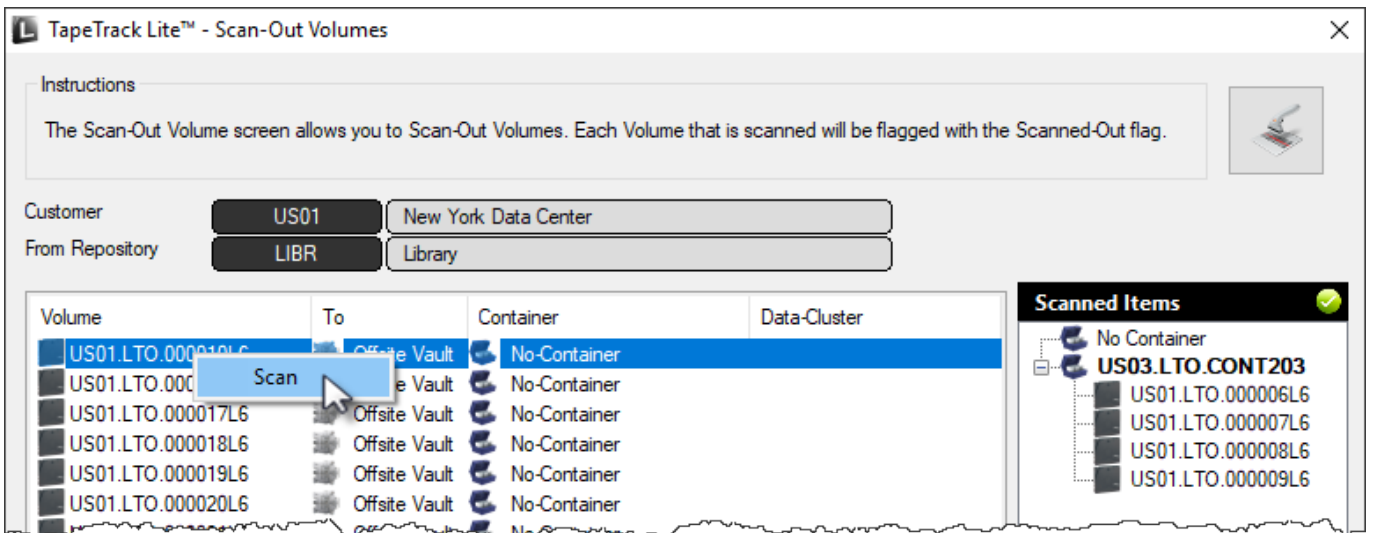 TapeTrack Lite™ - Scan-Out Volumes
Instructions
The Scan-Out Volume screen allows you to Scan-Out Volumes. Each Volume that is scanned will be flagged with the Scanned-Out flag.
Customer US01 New York Data Center
From Repository LIBR Library
Volume To Container Data-Cluster
Offsite Vault No-Container
Scan
No-Container
US01.LTO.000017L6 Offsite Vault No-Container
US01.LTO.000018L6 Offsite Vault No-Container
US01.LTO.000019L6 Offsite Vault No-Container
US01.LTO.000020L6 Offsite Vault No-Container
Scanned Items
No Container
US03.LTO.CONT203
US01.LTO.000006L6
US01.LTO.000007L6
US01.LTO.000008L6
US01.LTO.000009L6